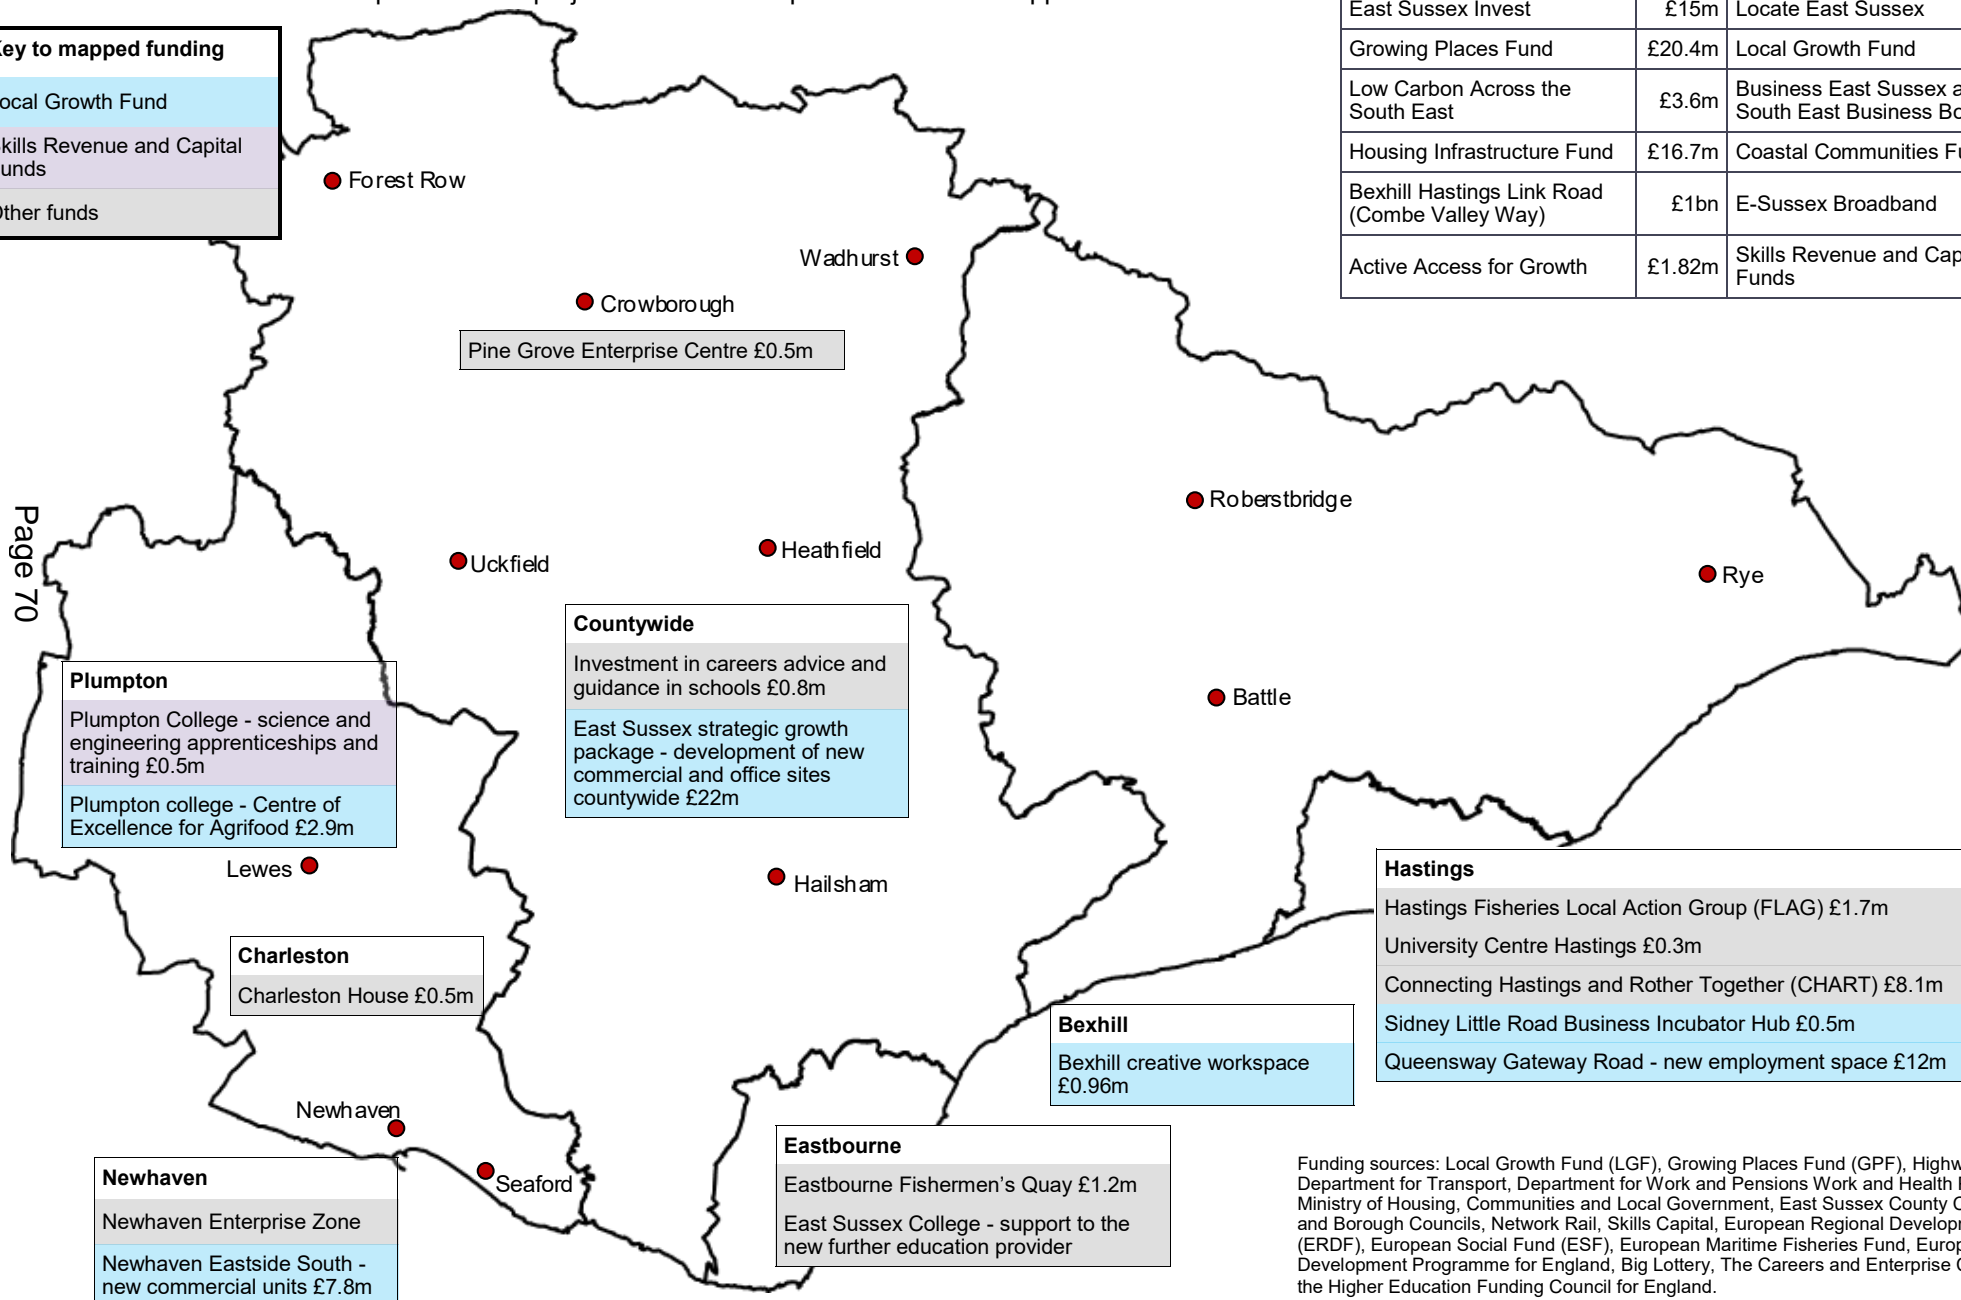 East Sussex Invest £15m Locate East Sussex
Growing Places Fund £20.4m Local Growth Fund
Low Carbon Across the
South East £3.6m Business East Sussex
South East Business
Housing Infrastructure Fund £16.7m Coastal Communities
Bexhill Hastings Link Road
(Combe Valley Way) £1bn E-Sussex Broadband
Active Access for Growth £1.82m Skills Revenue and
Funds
Key to mapped funding
Local Growth Fund
Skills Revenue and Capital
Funds
Other funds
Forest Row
Wadhurst
Crowborough
Pine Grove Enterprise Centre £0.5m
Roberstbridge
Uckfield
Heathfield
Rye
Page 70
Countywide
Investment in careers advice and
guidance in schools £0.8m
East Sussex strategic growth
package - development of new
commercial and office sites
countywide £22m
Plumpton
Plumpton College - science and
engineering apprenticeships and
training £0.5m
Plumpton college - Centre of
Excellence for Agrifood £2.9m
Battle
Lewes
Hailsham
Hastings
Hastings Fisheries Local Action Group (FLAG) £1.7m
University Centre Hastings £0.3m
Connecting Hastings and Rother Together (CHART) £8.1m
Sidney Little Road Business Incubator Hub £0.5m
Queensway Gateway Road - new employment space £12m
Charleston
Charleston House £0.5m
Bexhill
Bexhill creative workspace
£0.96m
Newhaven
Seaford
Eastbourne
Eastbourne Fishermen's Quay £1.2m
East Sussex College - support to the
new further education provider
Newhaven
Newhaven Enterprise Zone
Newhaven Eastside South -
new commercial units £7.8m
Funding sources: Local Growth Fund (LGF), Growing Places Fund (GPF),
Department for Transport, Department for Work and Pensions Work and Health
Ministry of Housing, Communities and Local Government, East Sussex County
and Borough Councils, Network Rail, Skills Capital, European Regional
(ERDF), European Social Fund (ESF), European Maritime Fisheries Fund,
Development Programme for England, Big Lottery, The Careers and Enterprise
the Higher Education Funding Council for England.